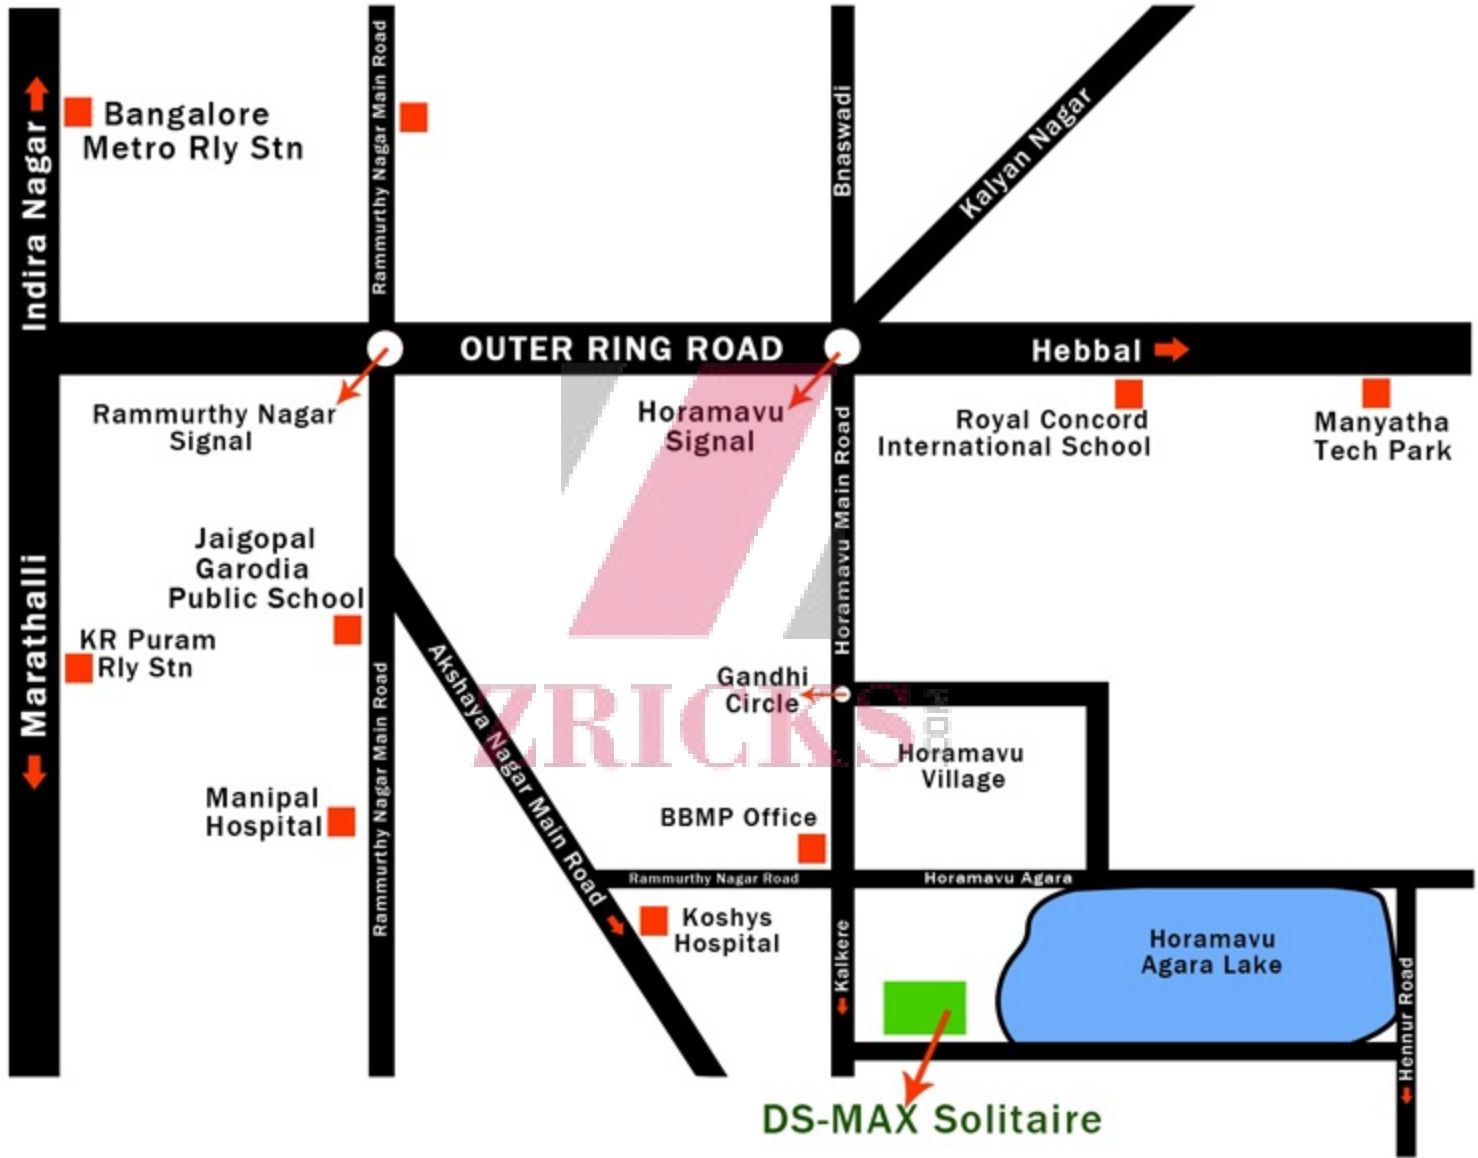 Indira Nagar
Bangalore
Metro Rly Stn
Rammurthy Nagar Main Road
Bnaswadi
Kalyan Nagar
OUTER RING ROAD
Hebbal
Rammurthy Nagar
Signal
Horamavu
Signal
Royal Concord
International School
Manyatha
Tech Park
Horamavu Main Road
Jaigopal
Garodia
Public School
Marathalli
KR Puram
Rly Stn
Rammurthy Nagar Main Road
Akshaya Nagar Main Road
Gandhi
Circle
ZRICKS
.COM
Horamavu
Village
Manipal
Hospital
BBMP Office
Rammurthy Nagar Road
Horamavu Agara
Koshys
Hospital
Kalkere
Horamavu
Agara Lake
Hennur Road
DS-MAX Solitaire